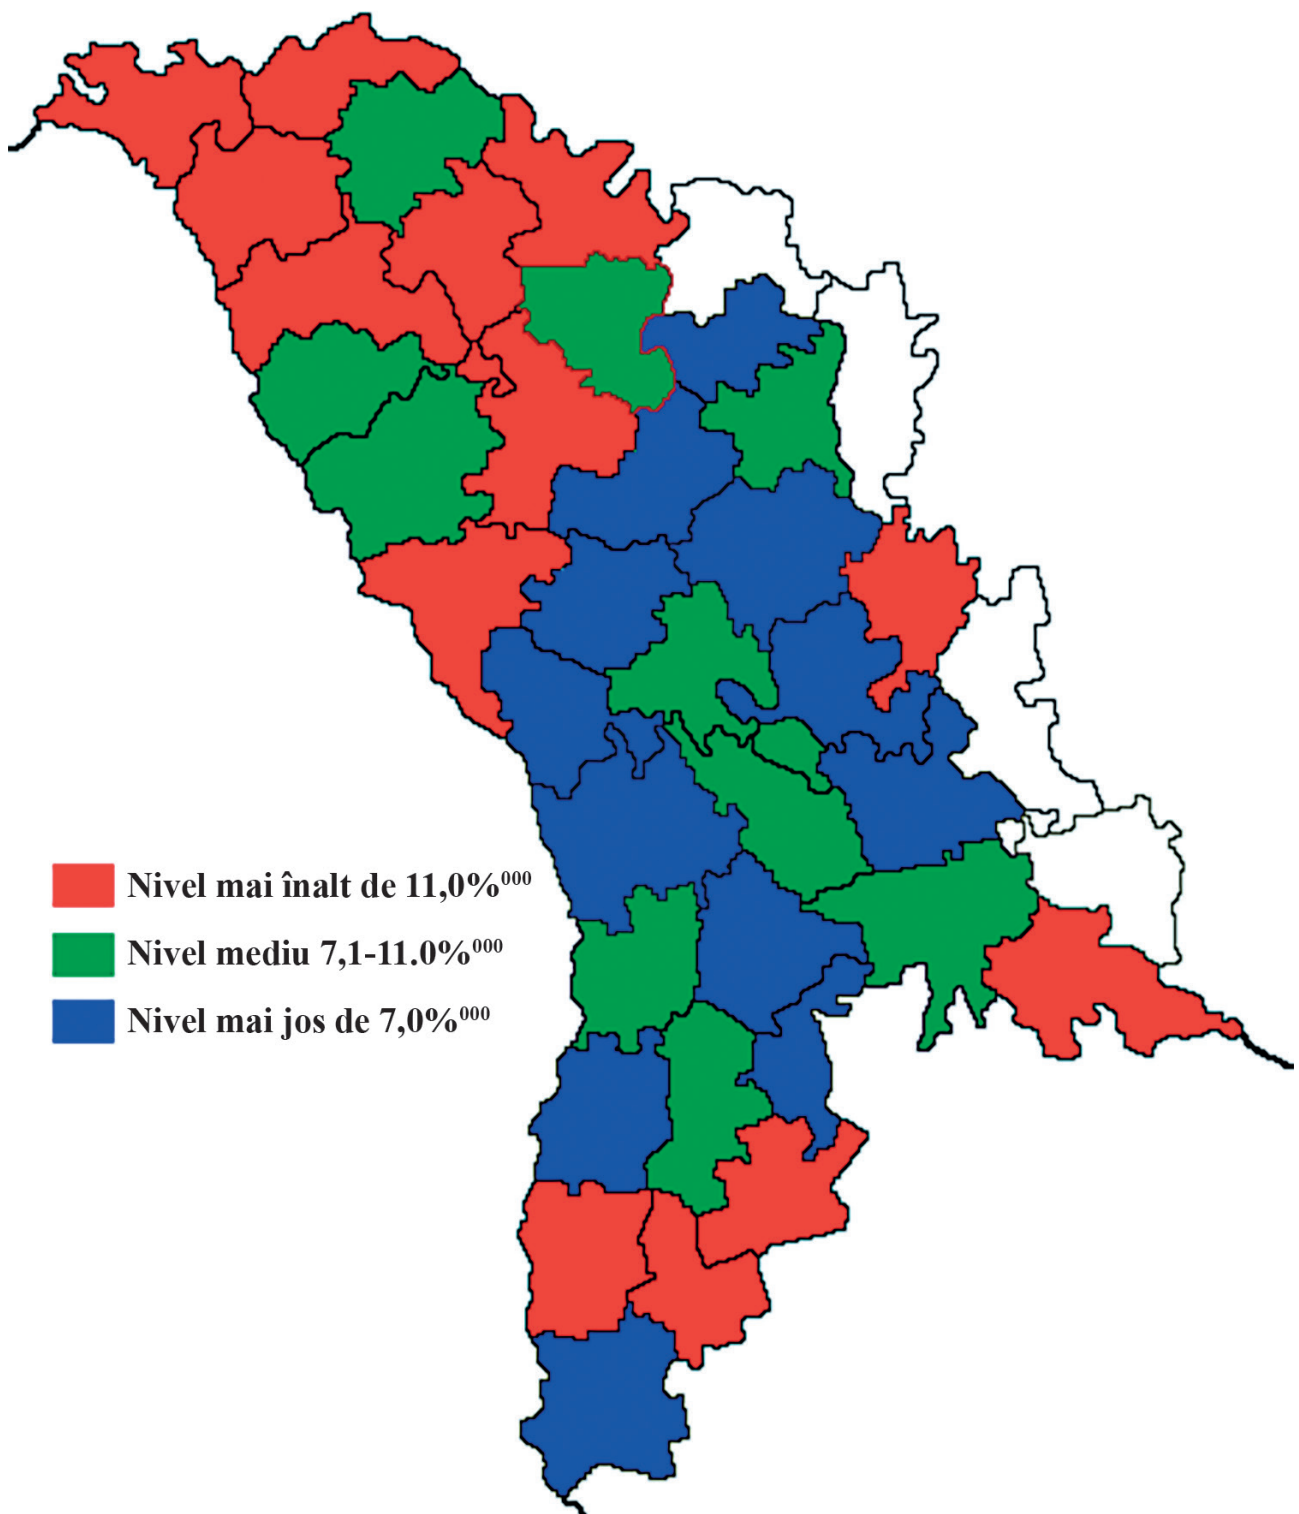 Nivel mai înalt de 11,0%⁰⁰⁰
Nivel mediu 7,1-11.0%⁰⁰⁰
Nivel mai jos de 7,0%⁰⁰⁰